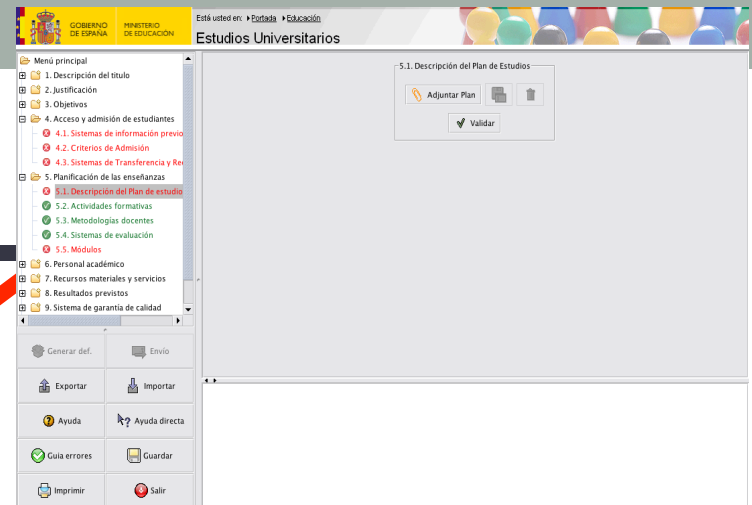 Está usted en: Portada Educación
GOBIERNO DE ESPAÑA
MINISTERIO DE EDUCACIÓN
Estudios Universitarios
Menú principal
1. Descripción del titulo
2. Justificación
3. Objetivos
4. Acceso y admisión de estudiantes
4.1. Sistemas de información previo
4.2. Criterios de Admisión
4.3. Sistemas de Transferencia y Re
5. Planificación de las enseñanzas
5.1. Descripción del Plan de estudio
5.2. Actividades formativas
5.3. Metodologías docentes
5.4. Sistemas de evaluación
5.5. Módulos
6. Personal académico
7. Recursos materiales y servicios
8. Resultados previstos
9. Sistema de garantía de calidad
Generar def. Envío
Exportar Importar
Ayuda Ayuda directa
Guia errores Guardar
Imprimir Salir
5.1. Descripción del Plan de Estudios
Adjuntar Plan
Validar